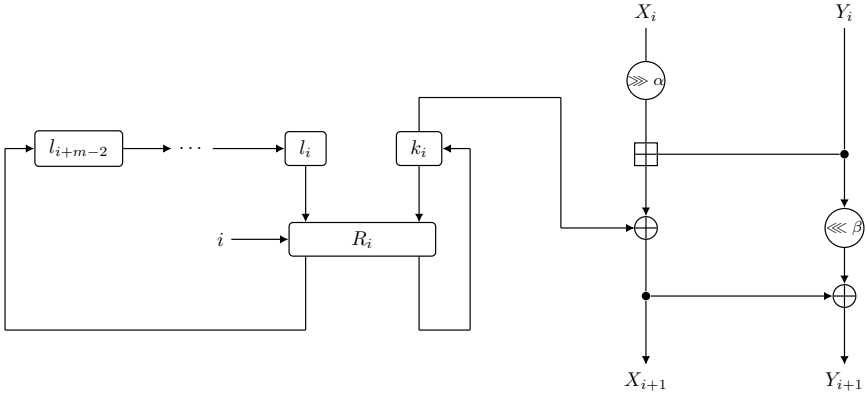 X_i Y_i
⋙ α
l_{i+m−2} ⋯ l_i k_i
⋘ β
i R_i
X_{i+1} Y_{i+1}